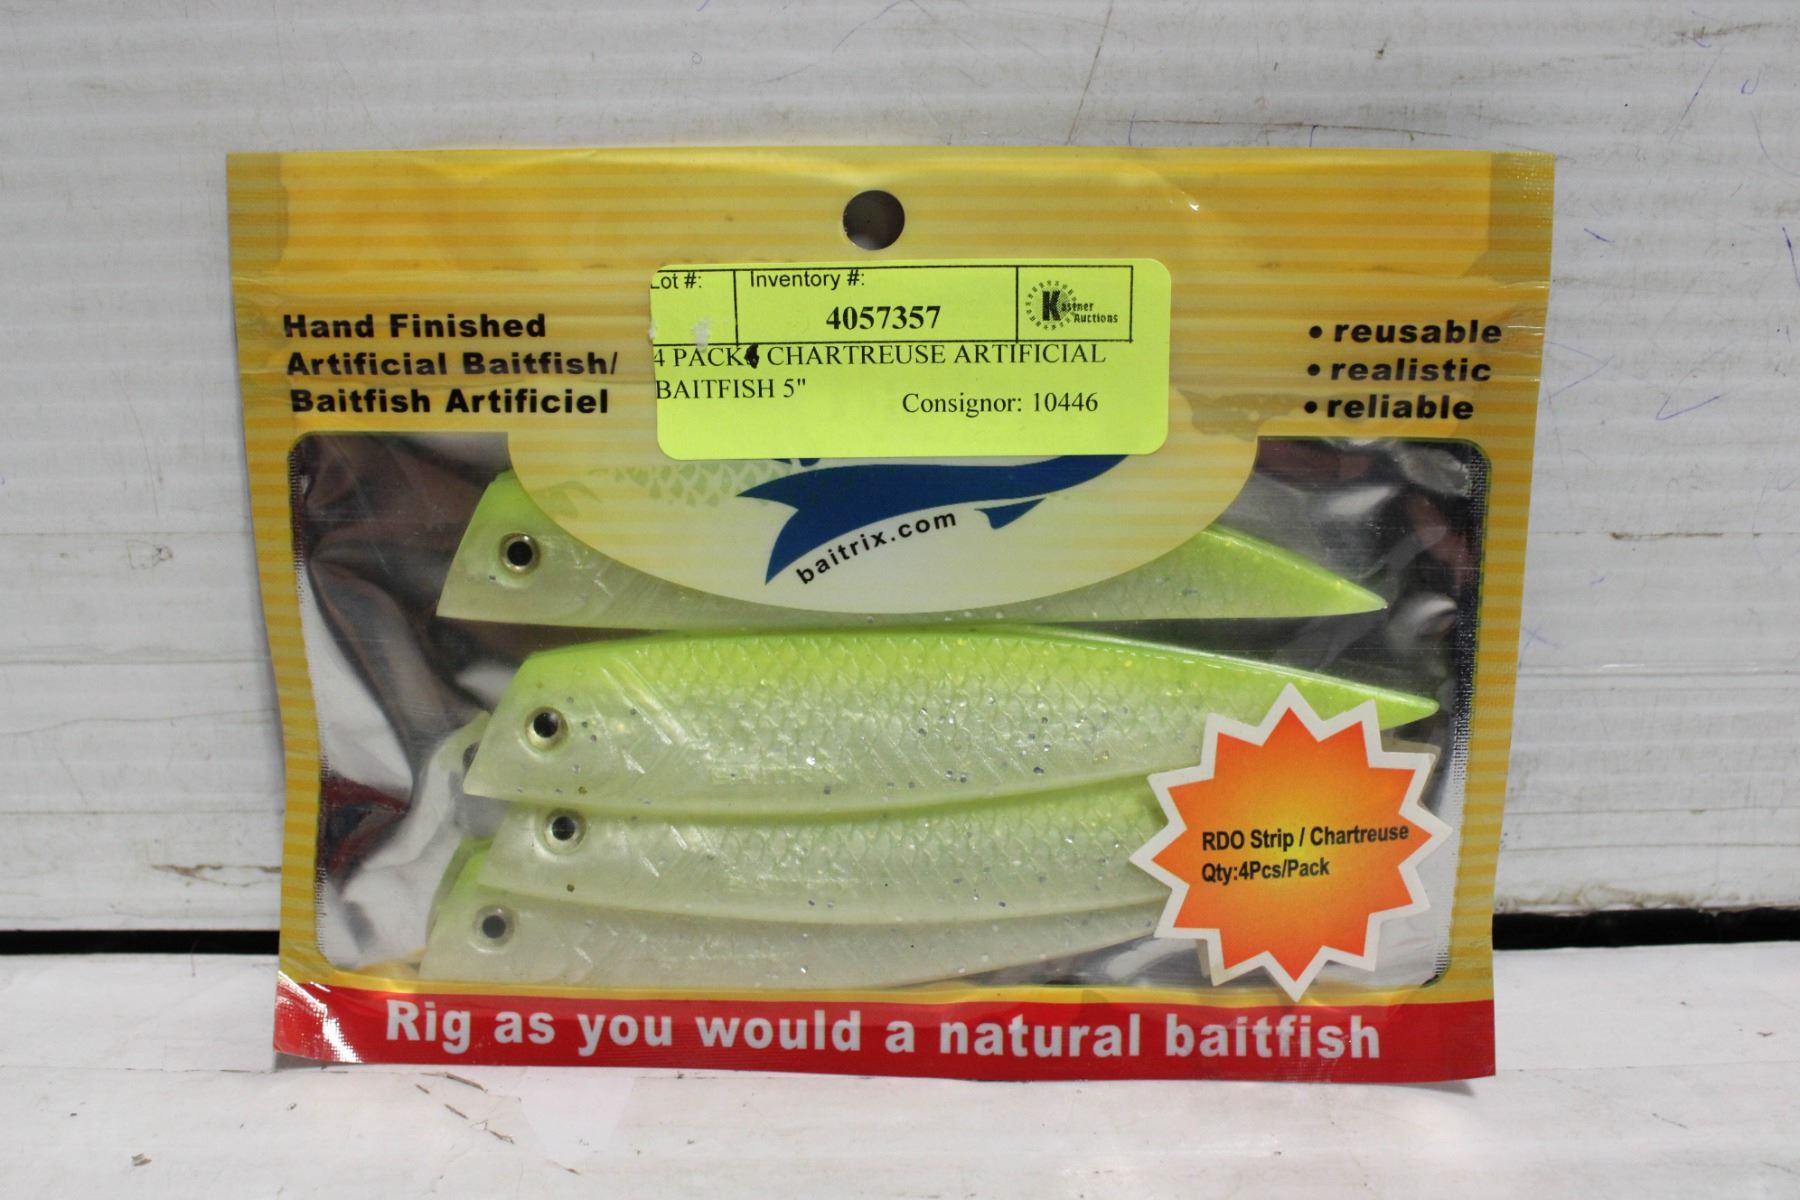 Lot #:
Inventory #:
4057357
Kastner
Auctions
4 PACK CHARTREUSE ARTIFICIAL
BAITFISH 5"
Consignor: 10446
Hand Finished
Artificial Baitfish/
Baitfish Artificiel
• reusable
• realistic
• reliable
baitrix.com
RDO Strip / Chartreuse
Qty:4Pcs/Pack
Rig as you would a natural baitfish